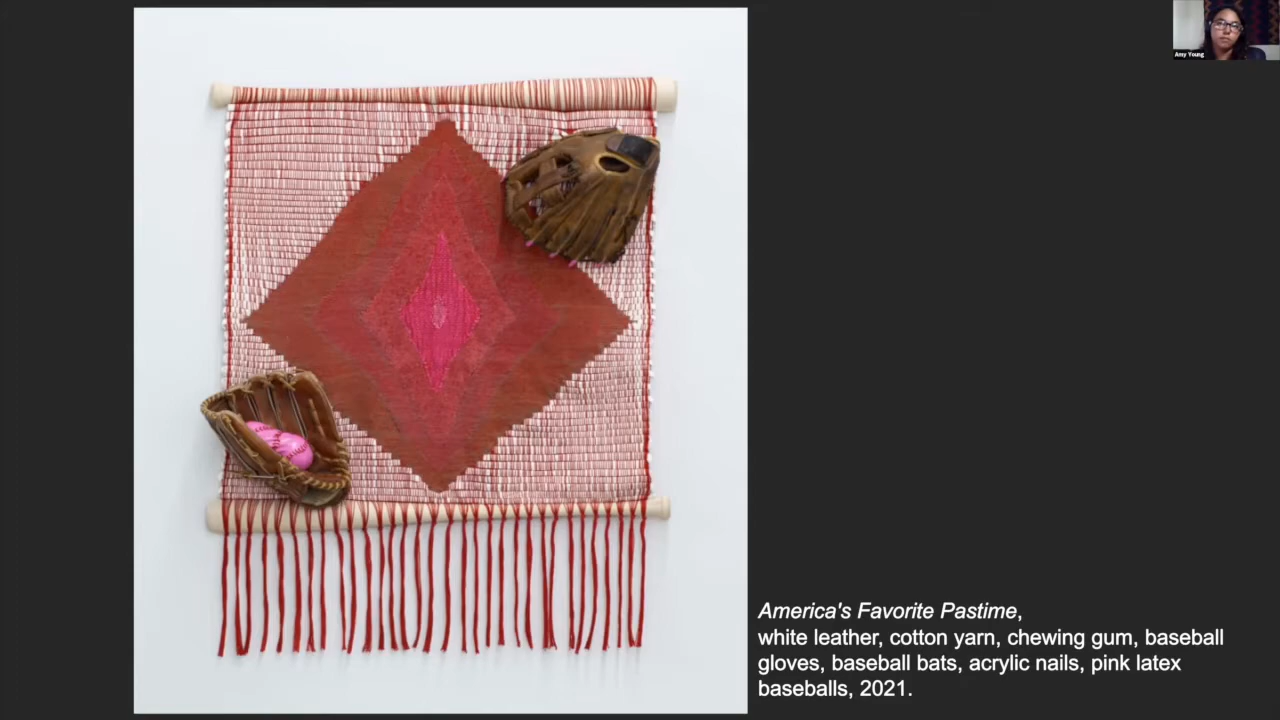 Amy Young
America's Favorite Pastime,
white leather, cotton yarn, chewing gum, baseball
gloves, baseball bats, acrylic nails, pink latex
baseballs, 2021.